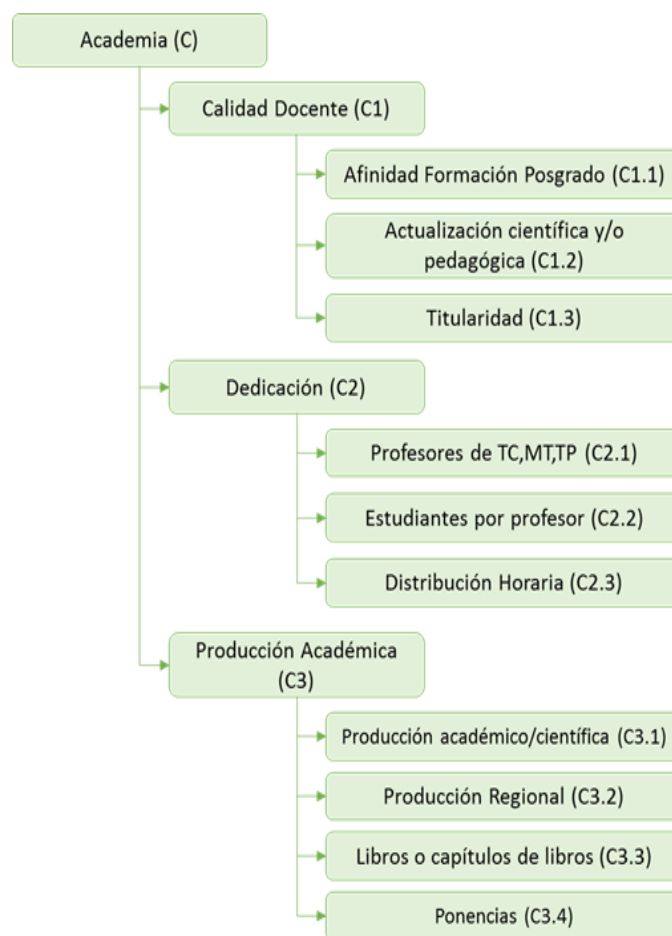 Academia (C)
Calidad Docente (C1)
Afinidad Formación Posgrado (C1.1)
Actualización científica y/o
pedagógica (C1.2)
Titularidad (C1.3)
Dedicación (C2)
Profesores de TC,MT,TP (C2.1)
Estudiantes por profesor (C2.2)
Distribución Horaria (C2.3)
Producción Académica
(C3)
Producción académico/científica (C3.1)
Producción Regional (C3.2)
Libros o capítulos de libros (C3.3)
Ponencias (C3.4)